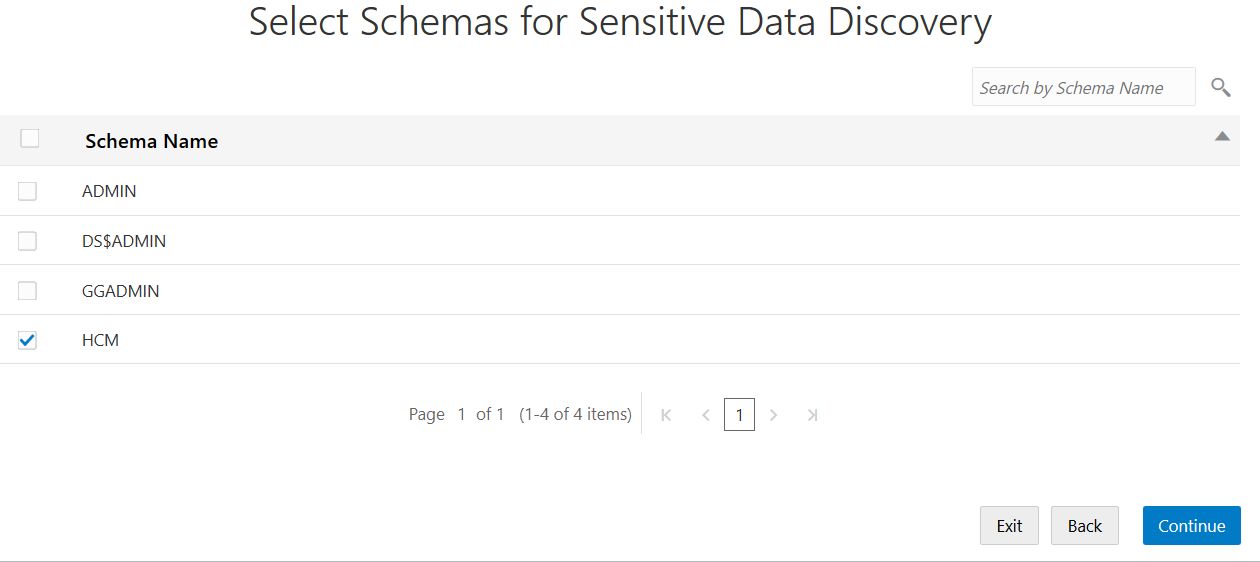 Select Schemas for Sensitive Data Discovery
Search by Schema Name
Schema Name
ADMIN
DS$ADMIN
GGADMIN
HCM
Page 1 of 1 (1-4 of 4 items) 1
Exit Back Continue